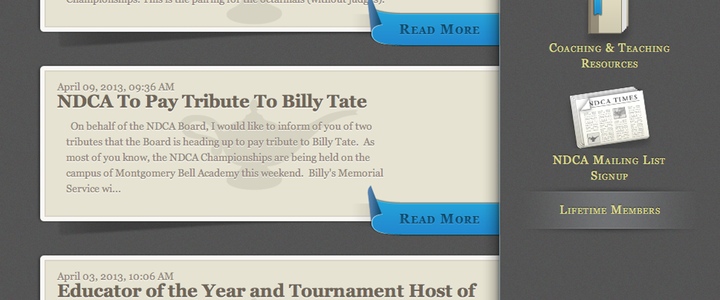 Championships. This is the pairing for the octafinals (without judges).
Read More
April 09, 2013, 09:36 AM
NDCA To Pay Tribute To Billy Tate
On behalf of the NDCA Board, I would like to inform of you of two
tributes that the Board is heading up to pay tribute to Billy Tate. As
most of you know, the NDCA Championships are being held on the
campus of Montgomery Bell Academy this weekend. Billy's Memorial
Service wi...
Read More
April 03, 2013, 10:06 AM
Educator of the Year and Tournament Host of
Coaching & Teaching
Resources
NDCA TIMES
NDCA Mailing List
Signup
Lifetime Members